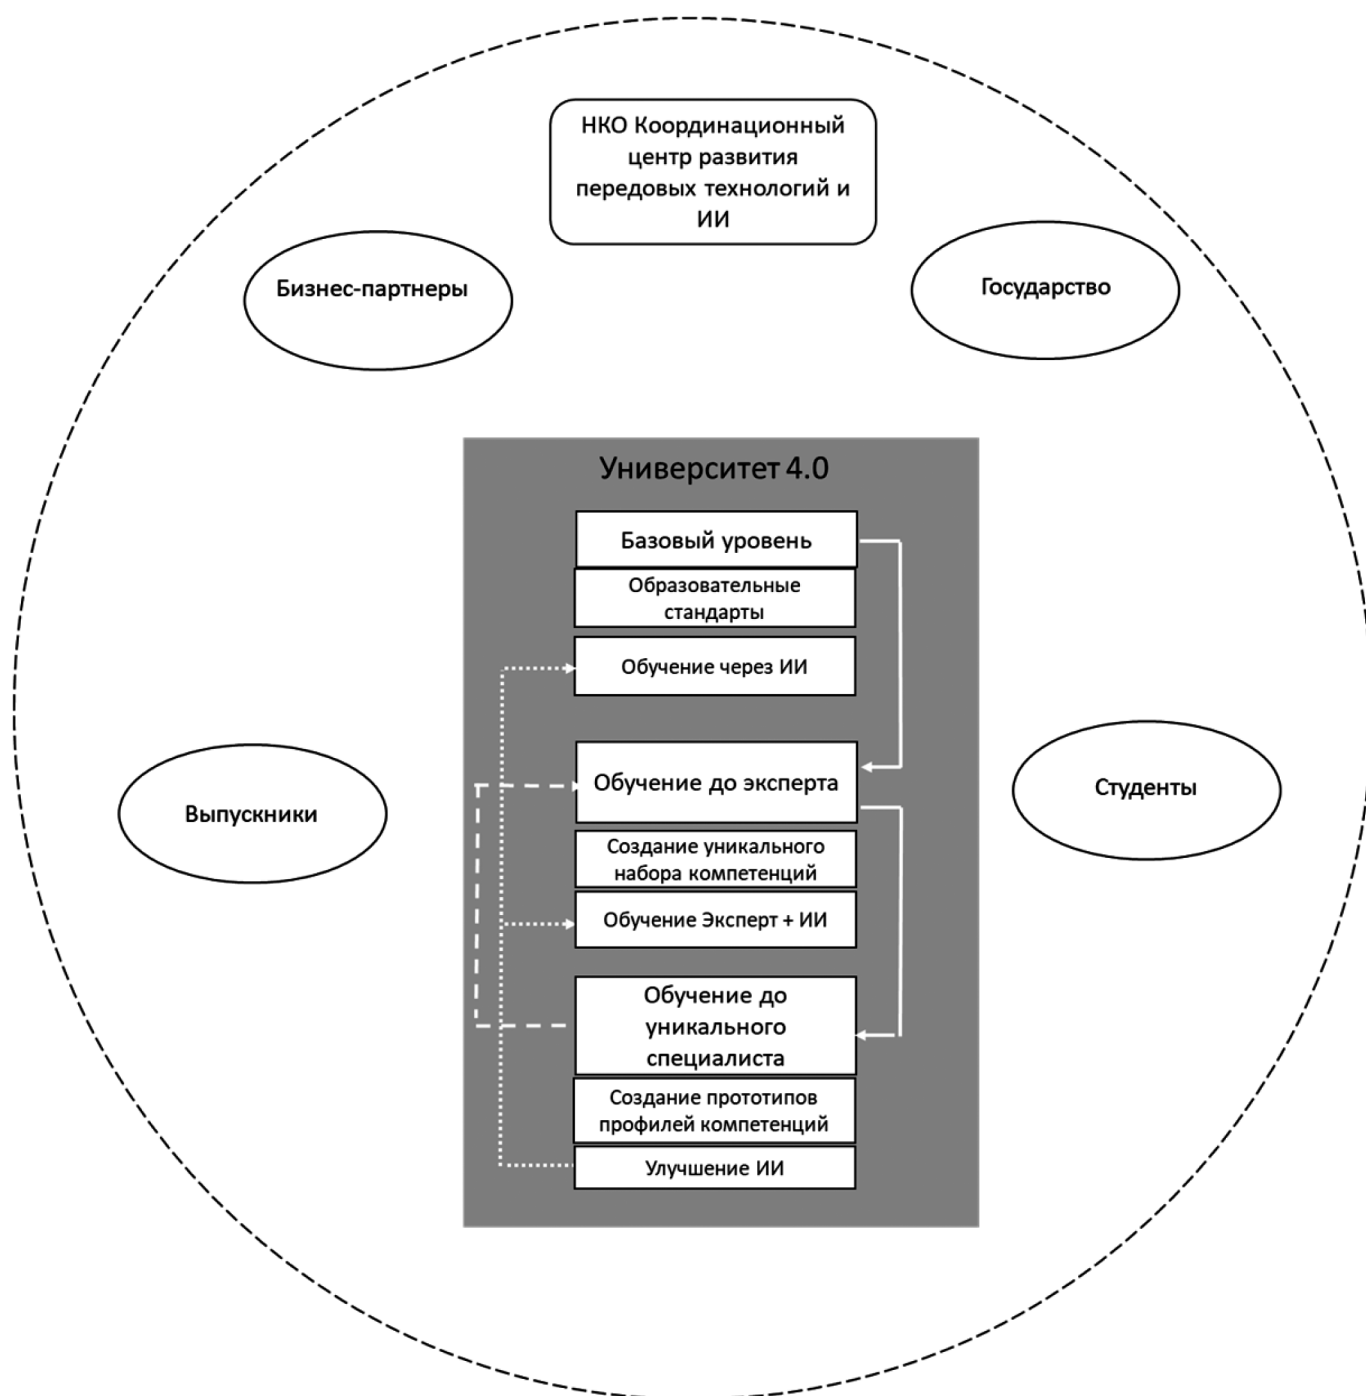 НКО Координационный
центр развития
передовых технологий и
ИИ
Бизнес-партнеры
Государство
Университет 4.0
Базовый уровень
Образовательные
стандарты
Обучение через ИИ
Обучение до эксперта
Создание уникального
набора компетенций
Обучение Эксперт + ИИ
Обучение до
уникального
специалиста
Создание прототипов
профилей компетенций
Улучшение ИИ
Выпускники
Студенты